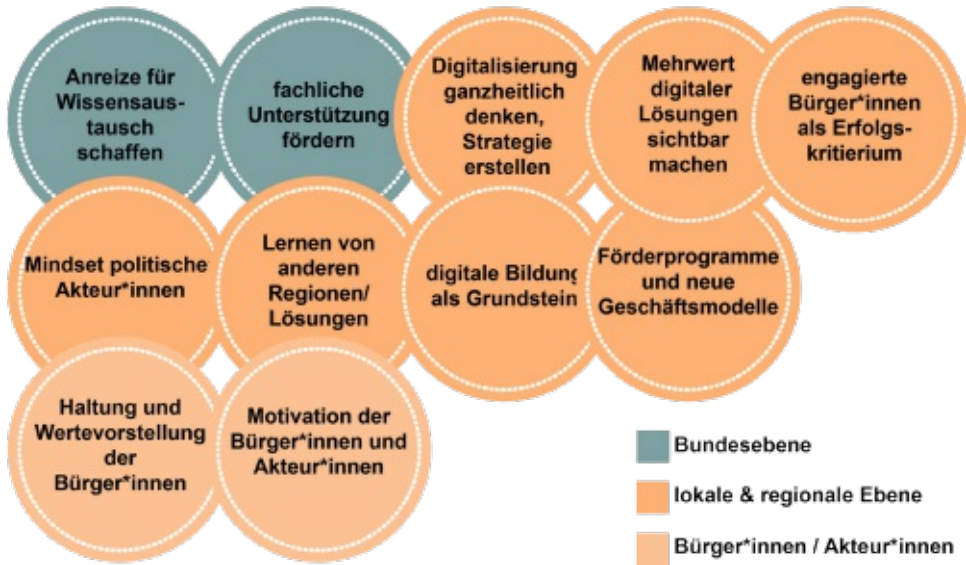 Anreize für
Wissensaus-
tausch
schaffen
fachliche
Unterstützung
fördern
Digitalisierung
ganzheitlich
denken,
Strategie
erstellen
Mehrwert
digitaler
Lösungen
sichtbar
machen
engagierte
Bürger*innen
als Erfolgs-
kritierium
Mindset politische
Akteur*innen
Lernen von
anderen
Regionen/
Lösungen
digitale Bildung
als Grundstein
Förderprogramme
und neue
Geschäftsmodelle
Haltung und
Wertevorstellung
der
Bürger*innen
Motivation der
Bürger*innen und
Akteur*innen
Bundesebene
lokale & regionale Ebene
Bürger*innen / Akteur*innen